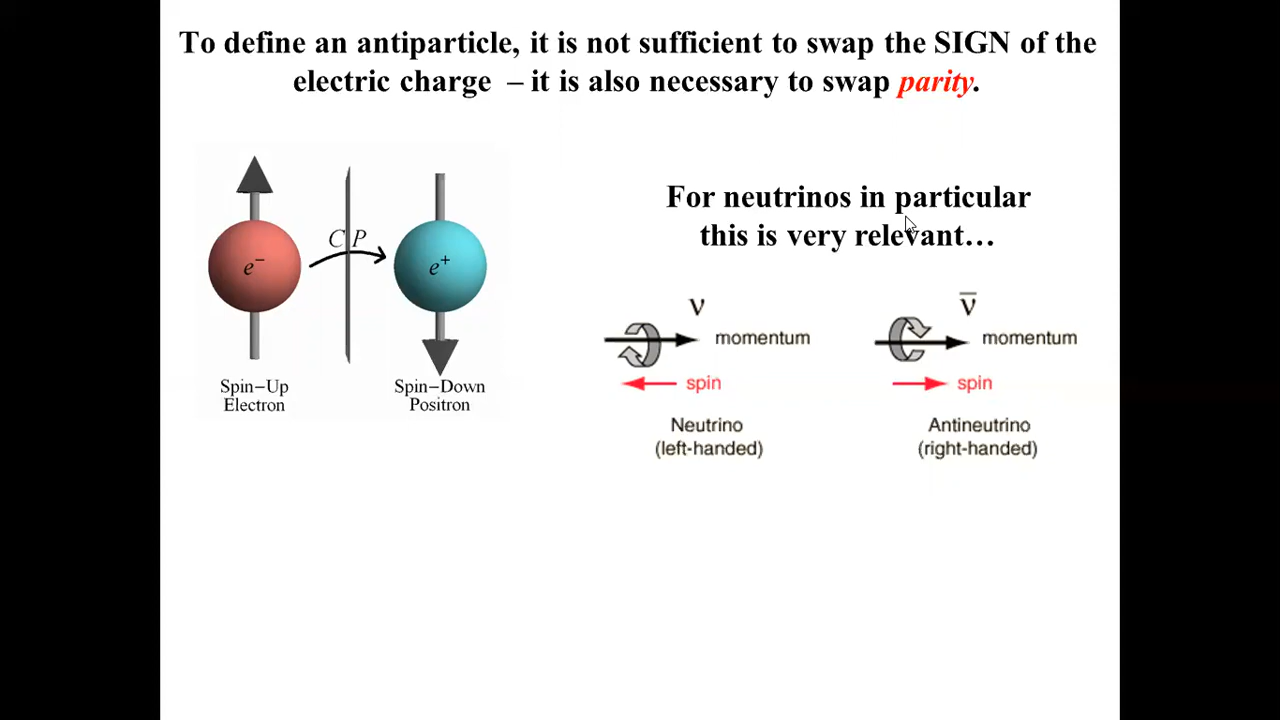 To define an antiparticle, it is not sufficient to swap the SIGN of the
electric charge – it is also necessary to swap parity.
For neutrinos in particular
this is very relevant…
C P
e−
e+
Spin−Up
Electron
Spin−Down
Positron
ν
momentum
spin
Neutrino
(left-handed)
ν̅
momentum
spin
Antineutrino
(right-handed)